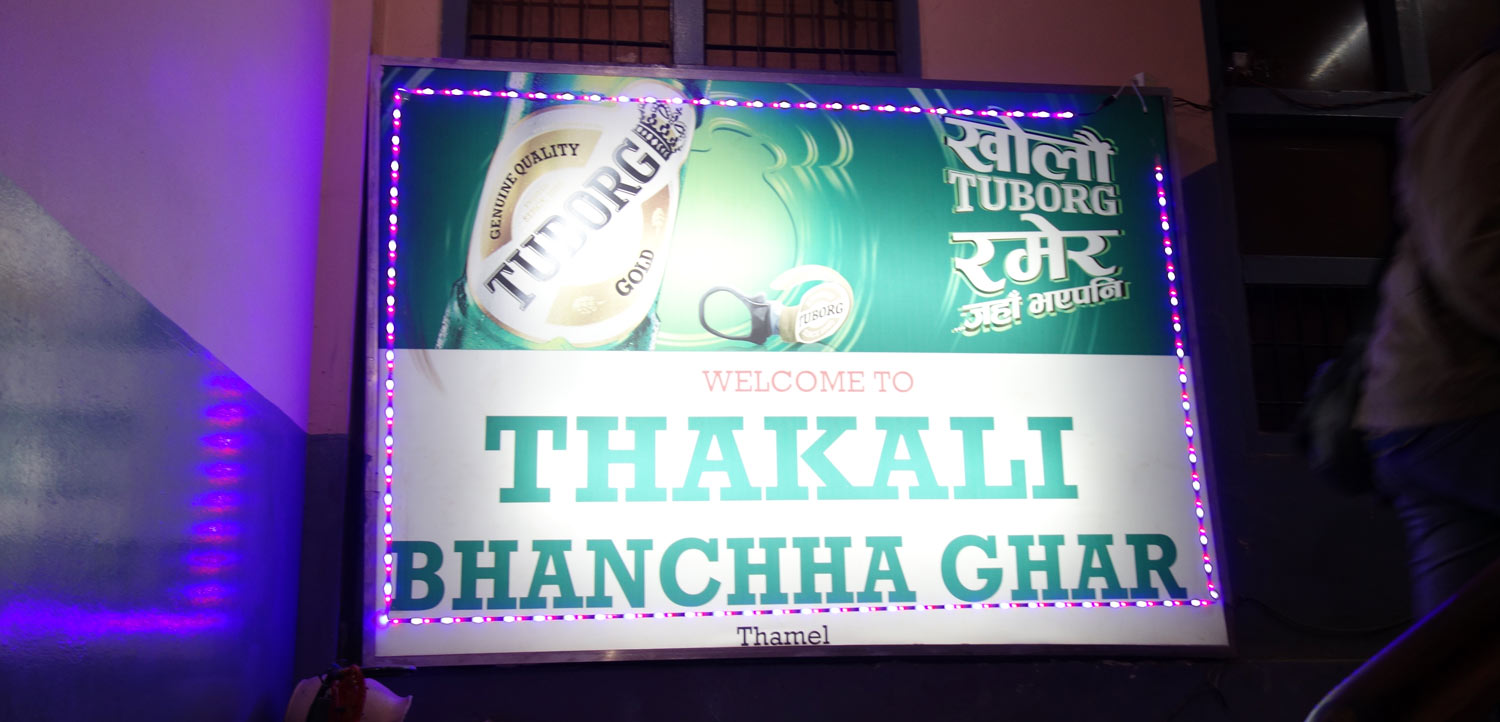 GENUINE QUALITY
TUBORG
GOLD
TUBORG
खोलौं
TUBORG
रमेर
...जहाँ भएपनि
WELCOME TO
THAKALI
BHANCHHA GHAR
Thamel